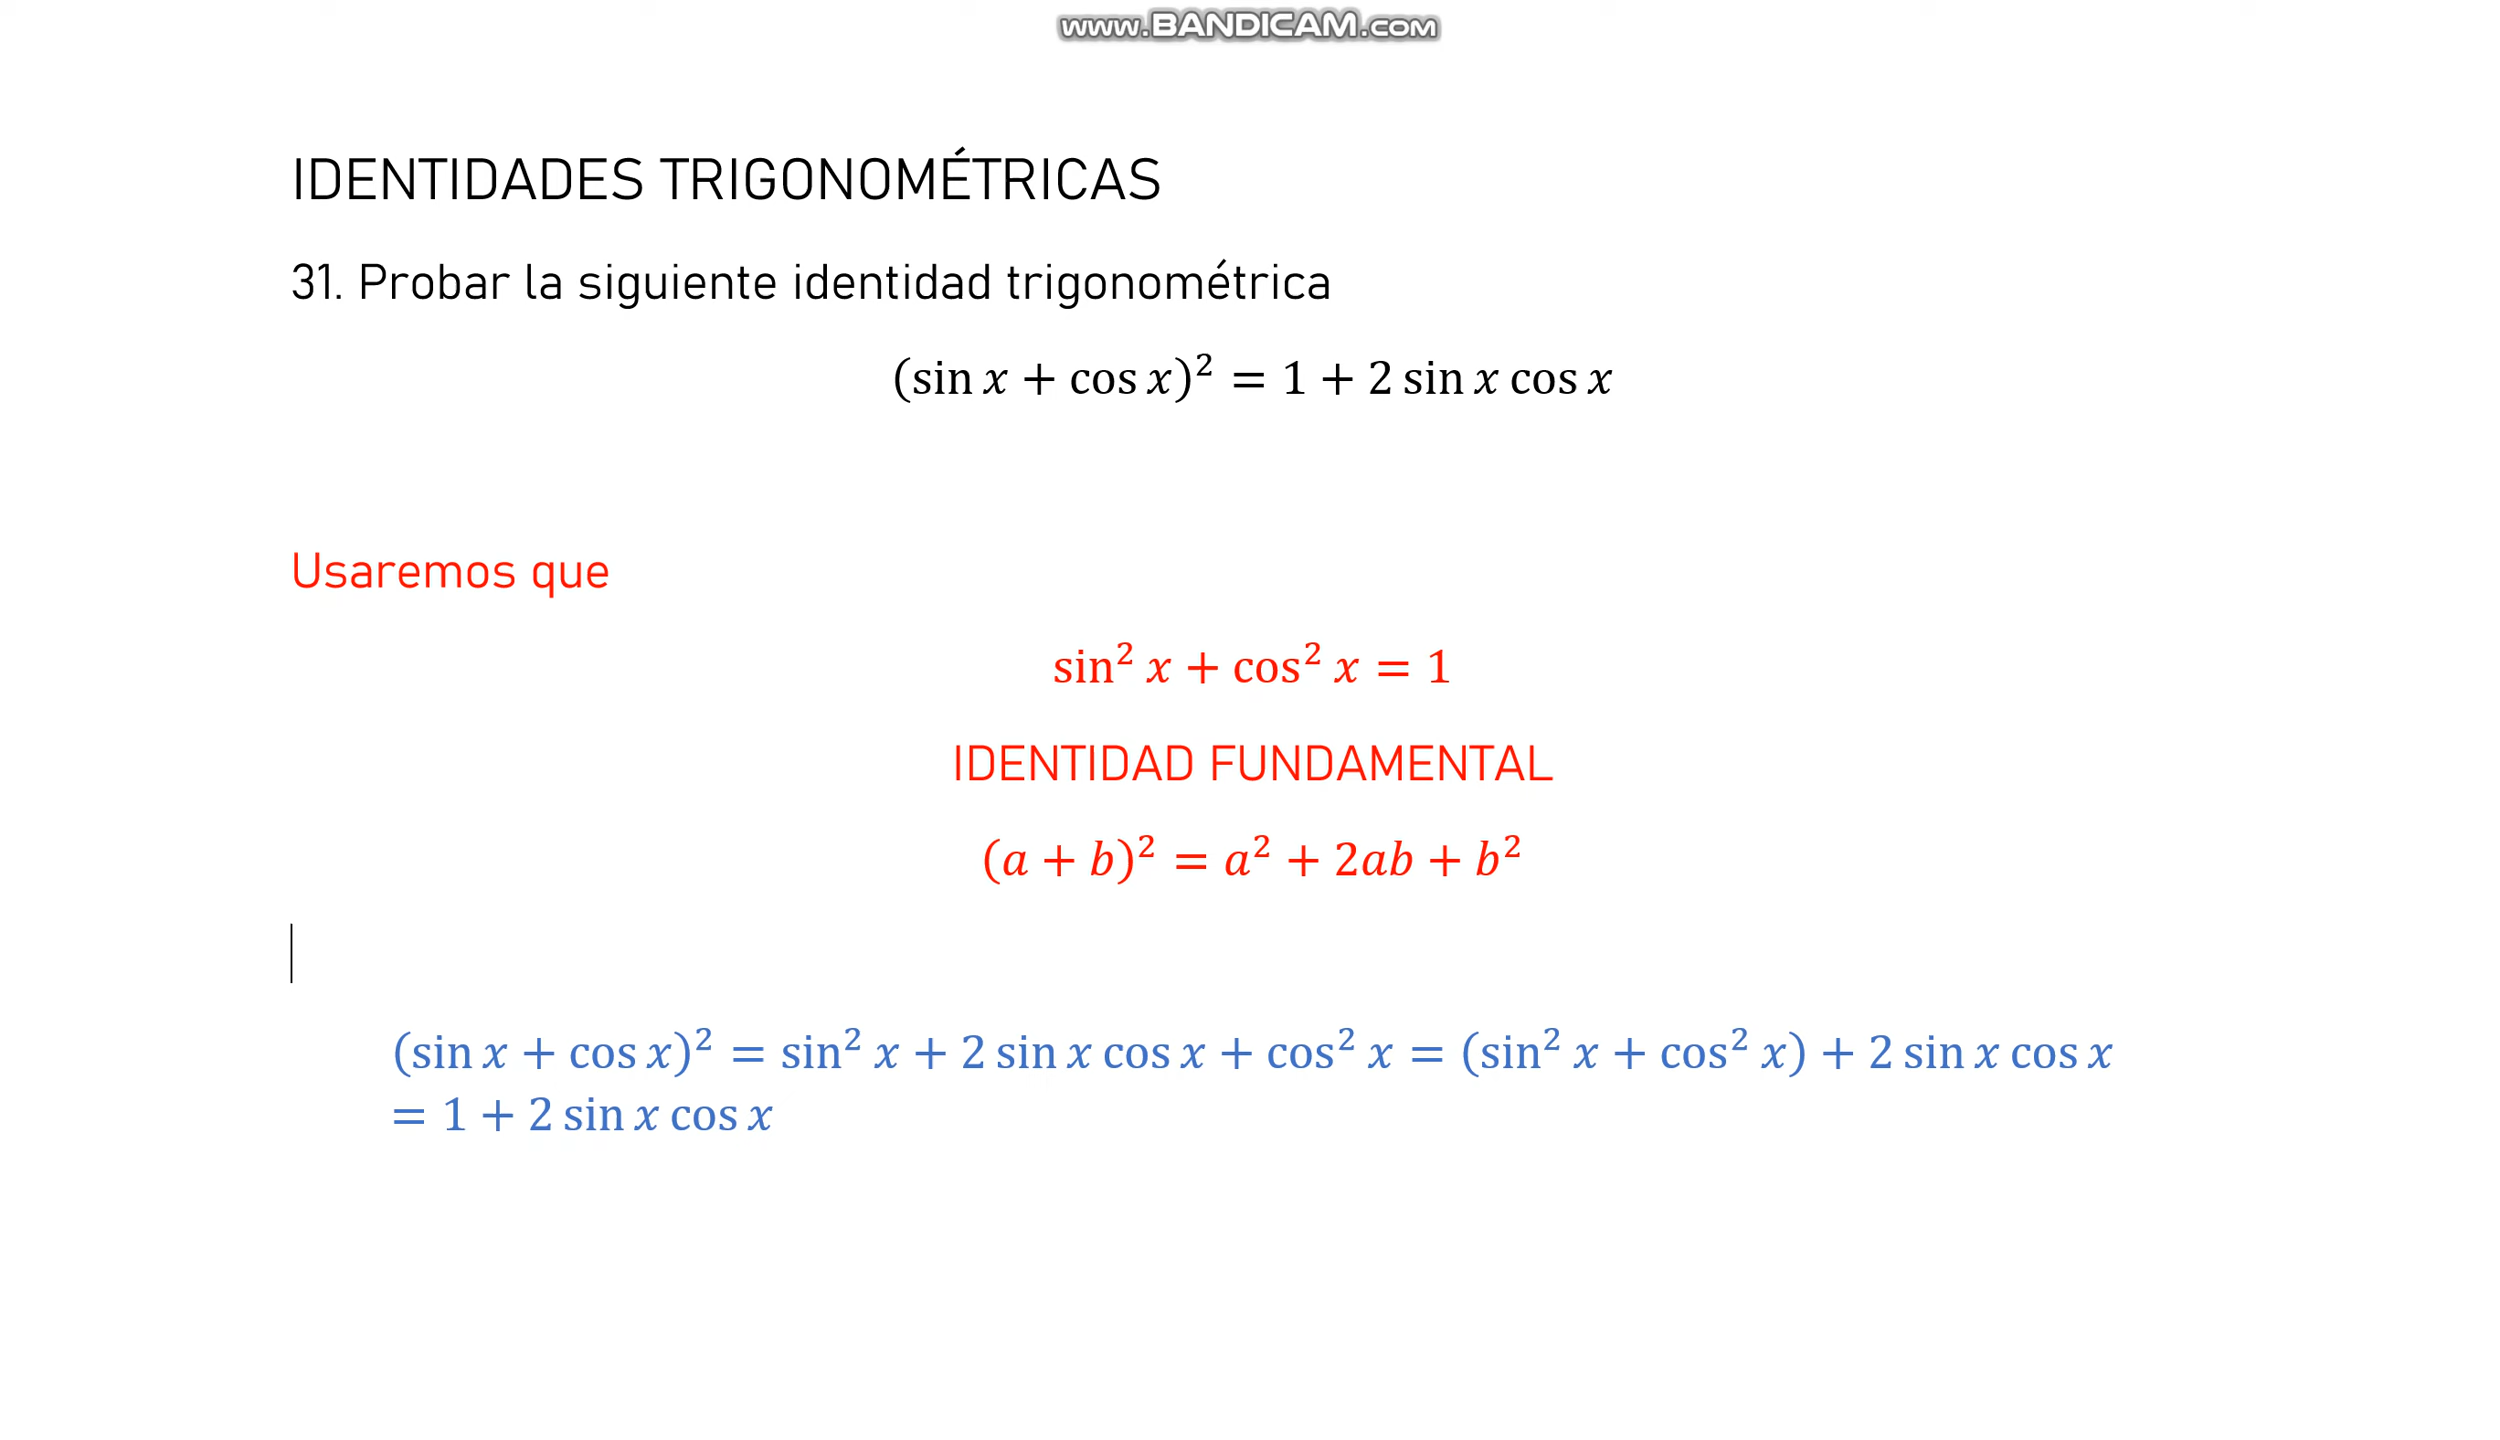 www.BANDICAM.com
IDENTIDADES TRIGONOMÉTRICAS
31. Probar la siguiente identidad trigonométrica
(sin x + cos x)² = 1 + 2 sin x cos x
Usaremos que
sin² x + cos² x = 1
IDENTIDAD FUNDAMENTAL
(a + b)² = a² + 2ab + b²
(sin x + cos x)² = sin² x + 2 sin x cos x + cos² x = (sin² x + cos² x) + 2 sin x cos x
= 1 + 2 sin x cos x